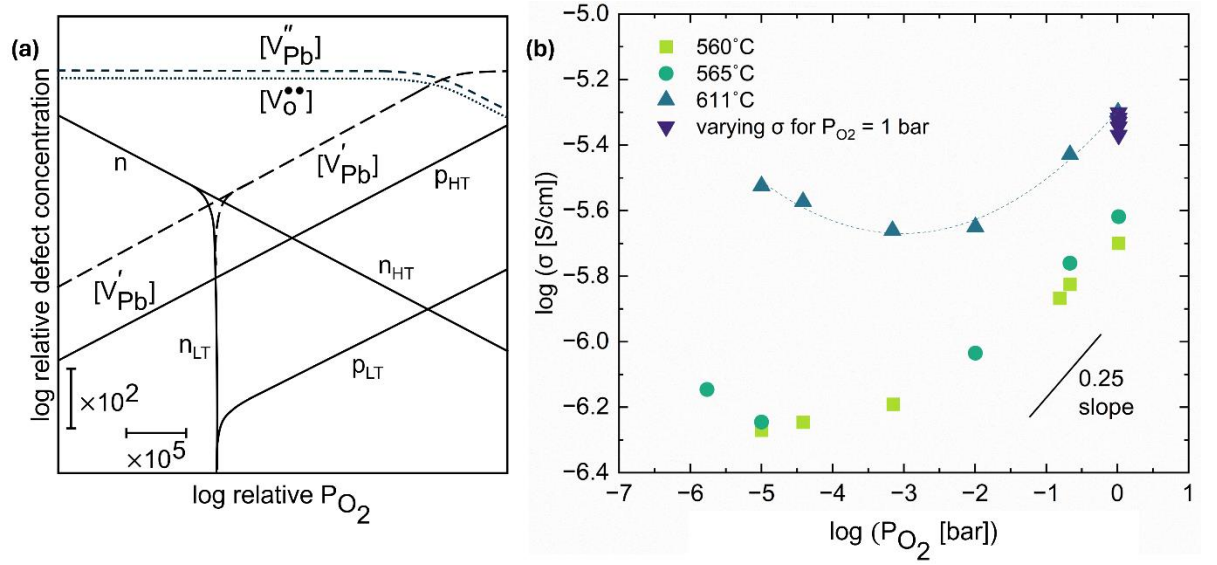 (a)
[V″Pb]
[VO••]
n
[V′Pb]
pHT
[V′Pb]
nHT
nLT
pLT
×10²
×10⁵
log relative defect concentration
log relative PO2
(b)
−5.0
−5.2
−5.4
−5.6
−5.8
−6.0
−6.2
−6.4
log (σ [S/cm])
560˚C
565˚C
611˚C
varying σ for PO2 = 1 bar
0.25
slope
−7 −6 −5 −4 −3 −2 −1 0 1
log (PO2 [bar])